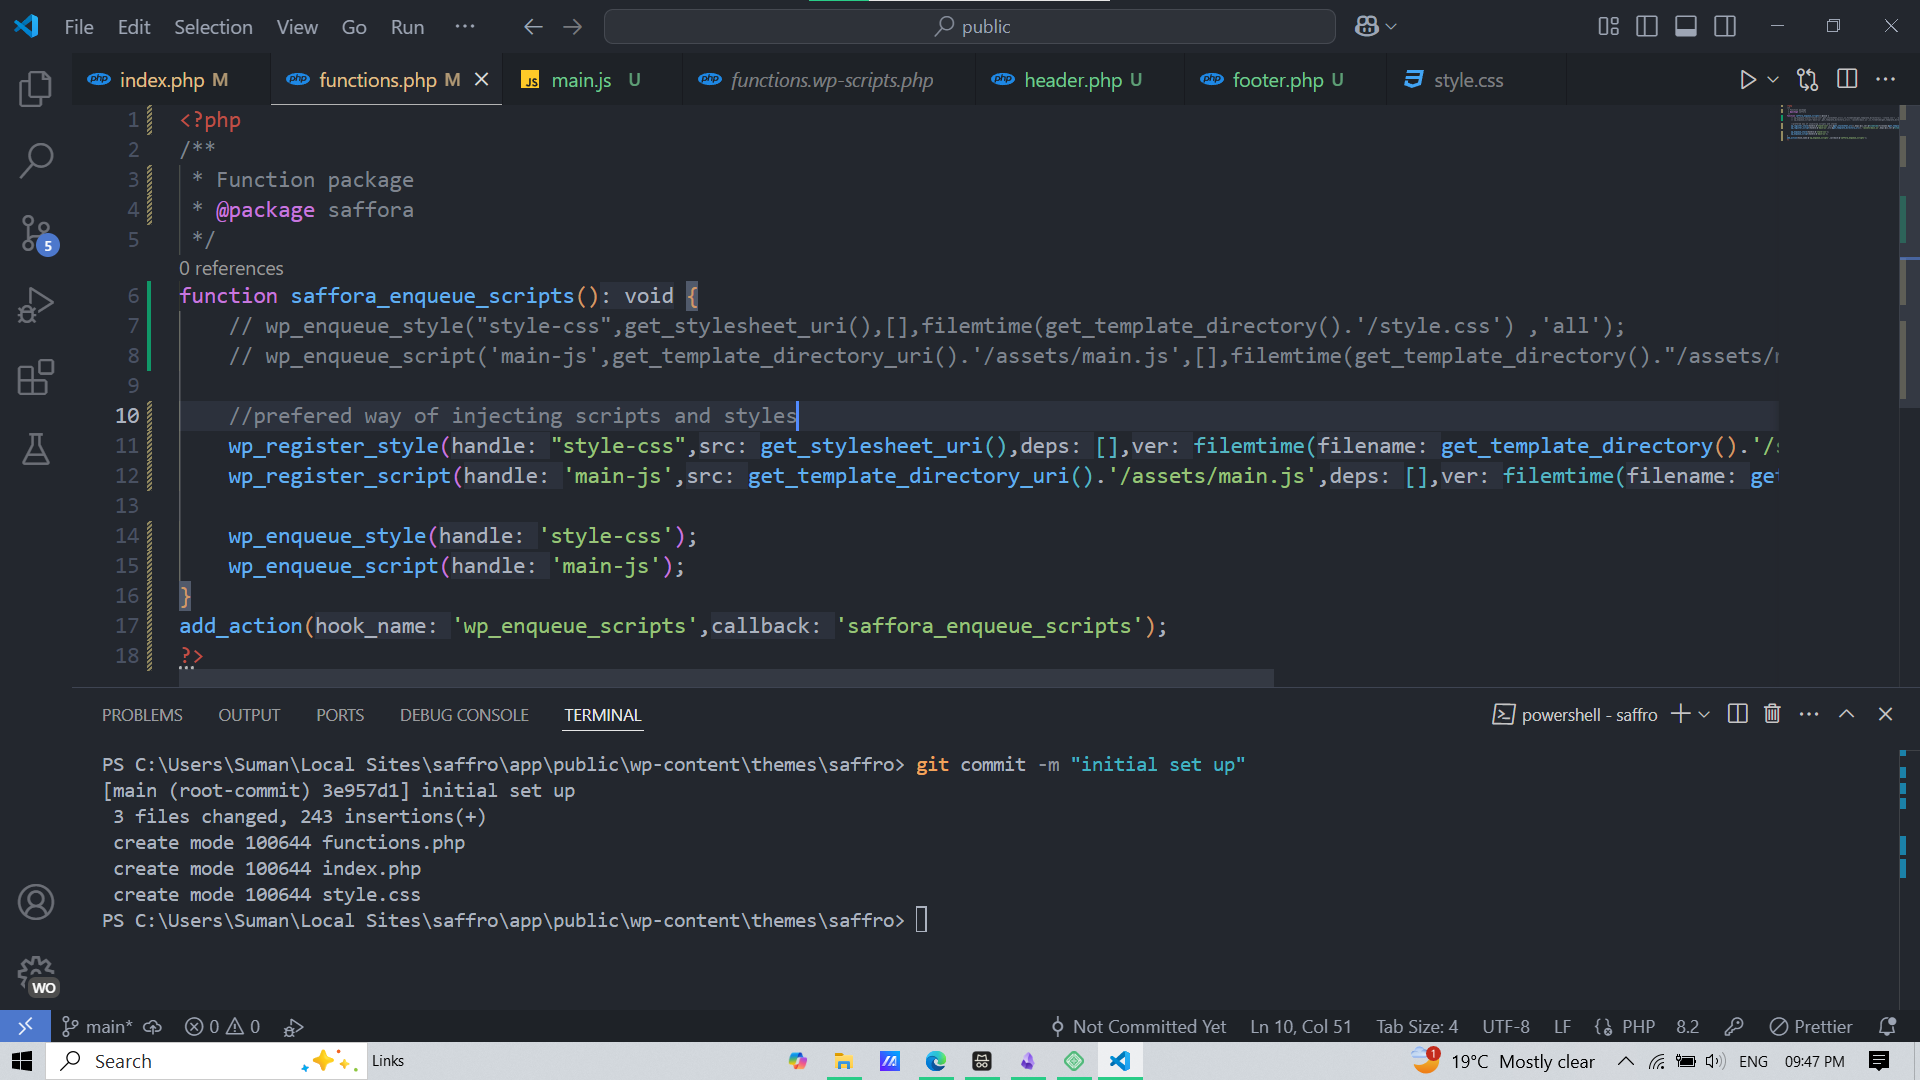 File Edit Selection View Go Run ··· public
index.php M functions.php M main.js U functions.wp-scripts.php header.php U footer.php U style.css
1 <?php
2 /**
3 * Function package
4 * @package saffora
5 */
0 references
6 function saffora_enqueue_scripts(): void {
7 // wp_enqueue_style("style-css",get_stylesheet_uri(),[],filemtime(get_template_directory().'/style.css') ,'all');
8 // wp_enqueue_script('main-js',get_template_directory_uri().'/assets/main.js',[],filemtime(get_template_directory()."/assets/
9
10 //prefered way of injecting scripts and styles
11 wp_register_style(handle: "style-css",src: get_stylesheet_uri(),deps: [],ver: filemtime(filename: get_template_directory().'/
12 wp_register_script(handle: 'main-js',src: get_template_directory_uri().'/assets/main.js',deps: [],ver: filemtime(filename: get
13
14 wp_enqueue_style(handle: 'style-css');
15 wp_enqueue_script(handle: 'main-js');
16 }
17 add_action(hook_name: 'wp_enqueue_scripts',callback: 'saffora_enqueue_scripts');
18 ?>
5
WO
PROBLEMS OUTPUT PORTS DEBUG CONSOLE TERMINAL powershell - saffro
PS C:\Users\Suman\Local Sites\saffro\app\public\wp-content\themes\saffro> git commit -m "initial set up"
[main (root-commit) 3e957d1] initial set up
3 files changed, 243 insertions(+)
create mode 100644 functions.php
create mode 100644 index.php
create mode 100644 style.css
PS C:\Users\Suman\Local Sites\saffro\app\public\wp-content\themes\saffro>
main* 0 0 Not Committed Yet Ln 10, Col 51 Tab Size: 4 UTF-8 LF PHP 8.2 Prettier
Search Links 1 19°C Mostly clear ENG 09:47 PM